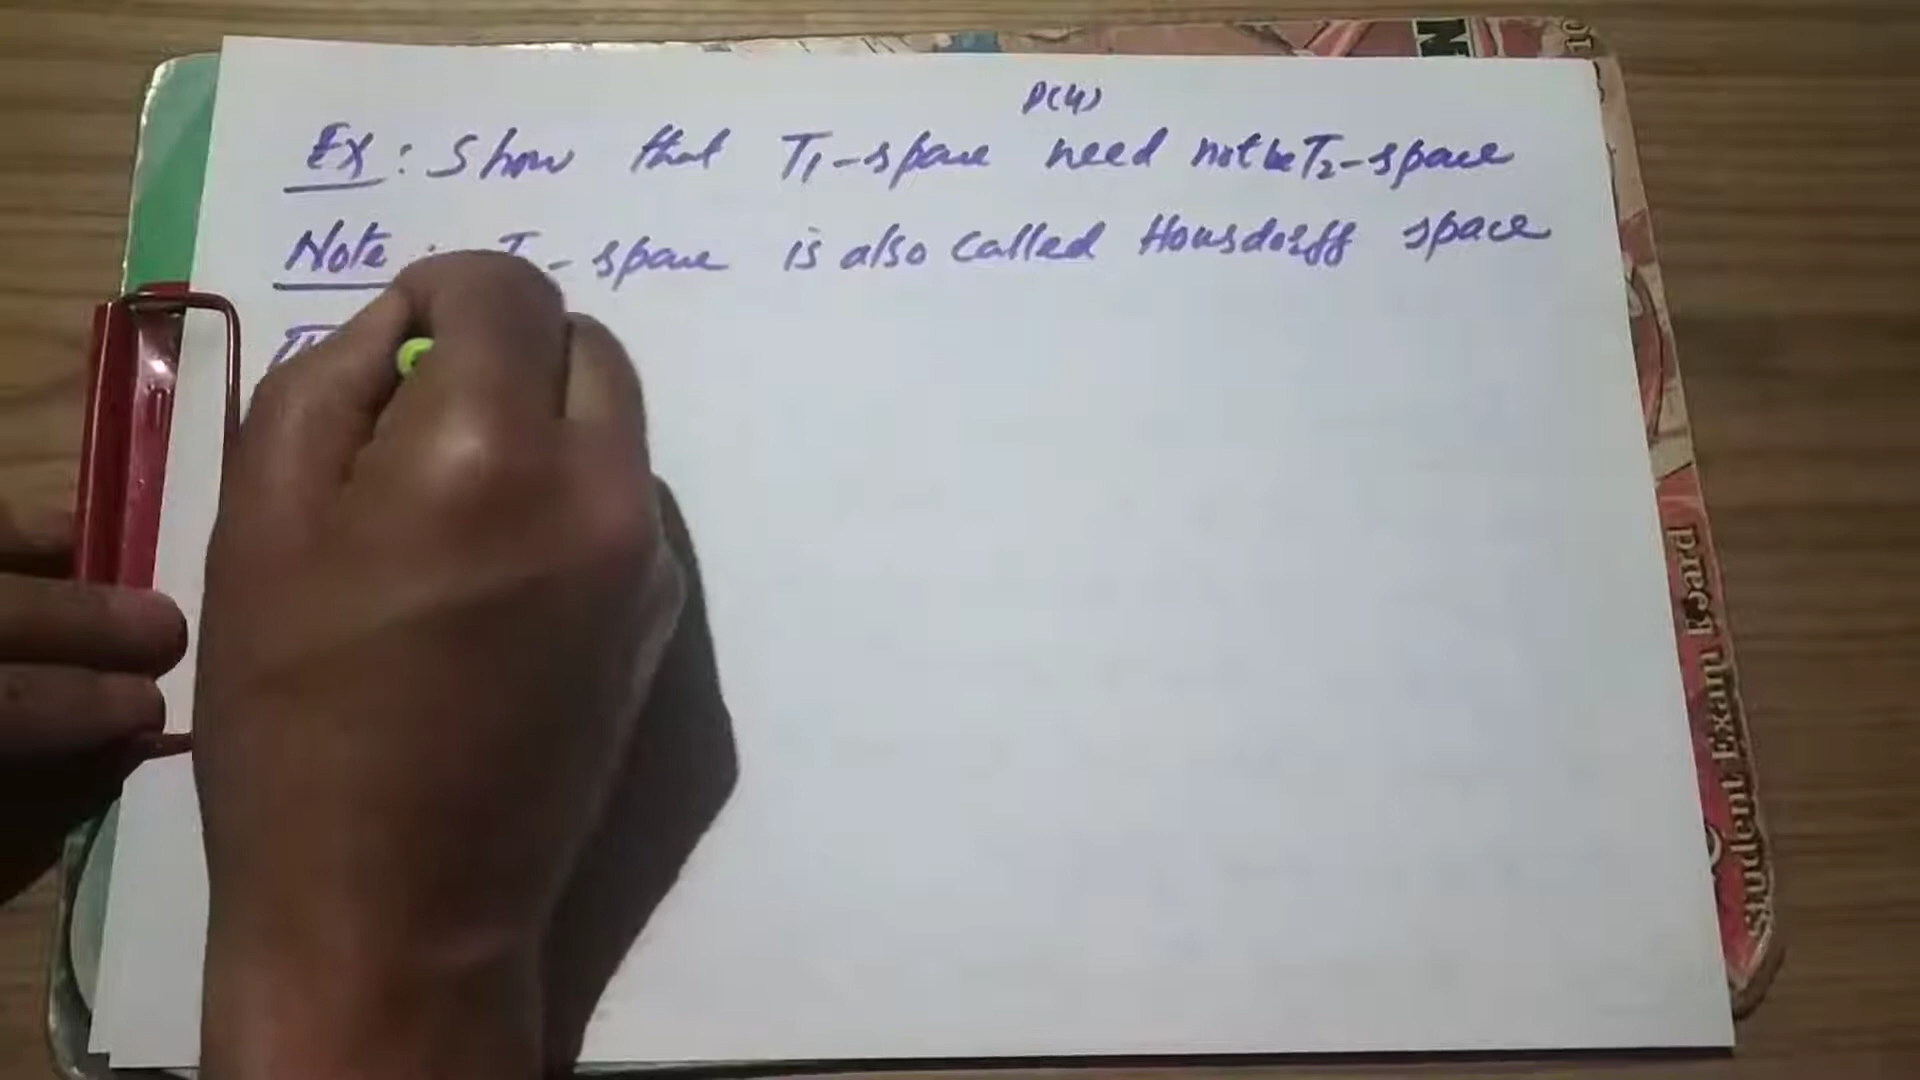 P(4)
Ex: Show that T1-space need not be T2-space
Note: T - space is also called Housdorff space
Student Exam Board